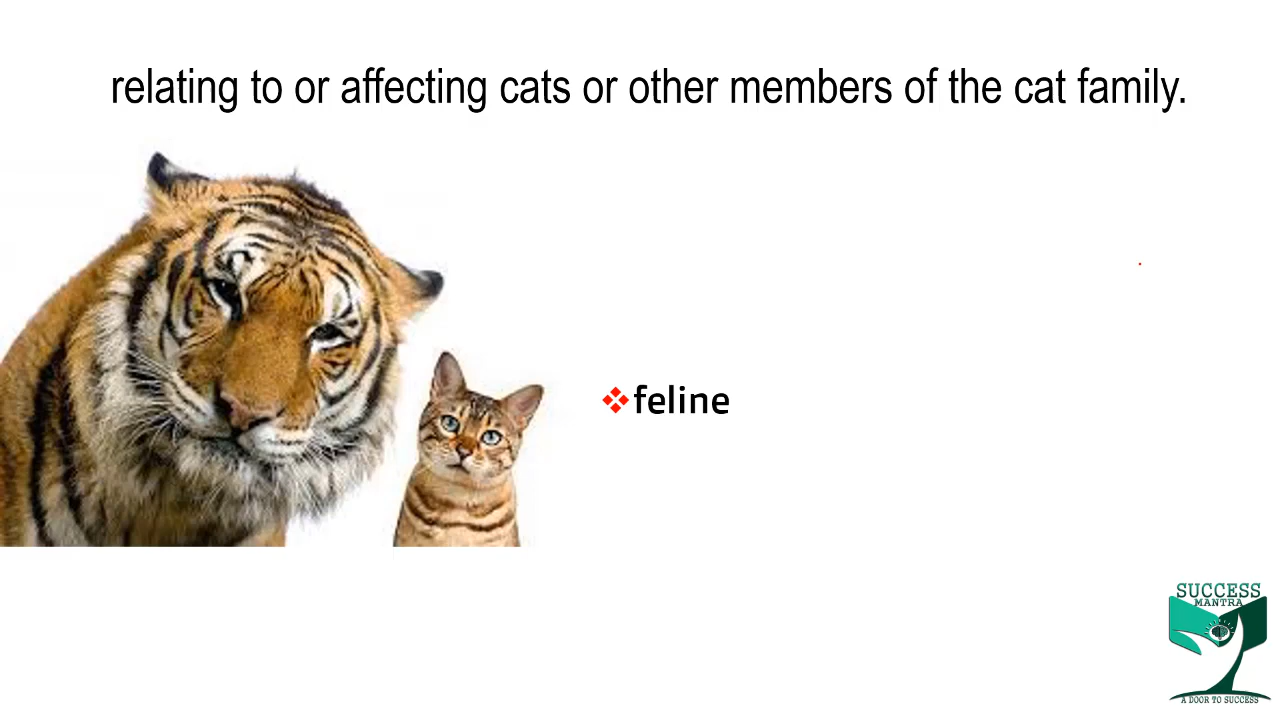 relating to or affecting cats or other members of the cat family.
feline
SUCCESS
MANTRA
A DOOR TO SUCCESS